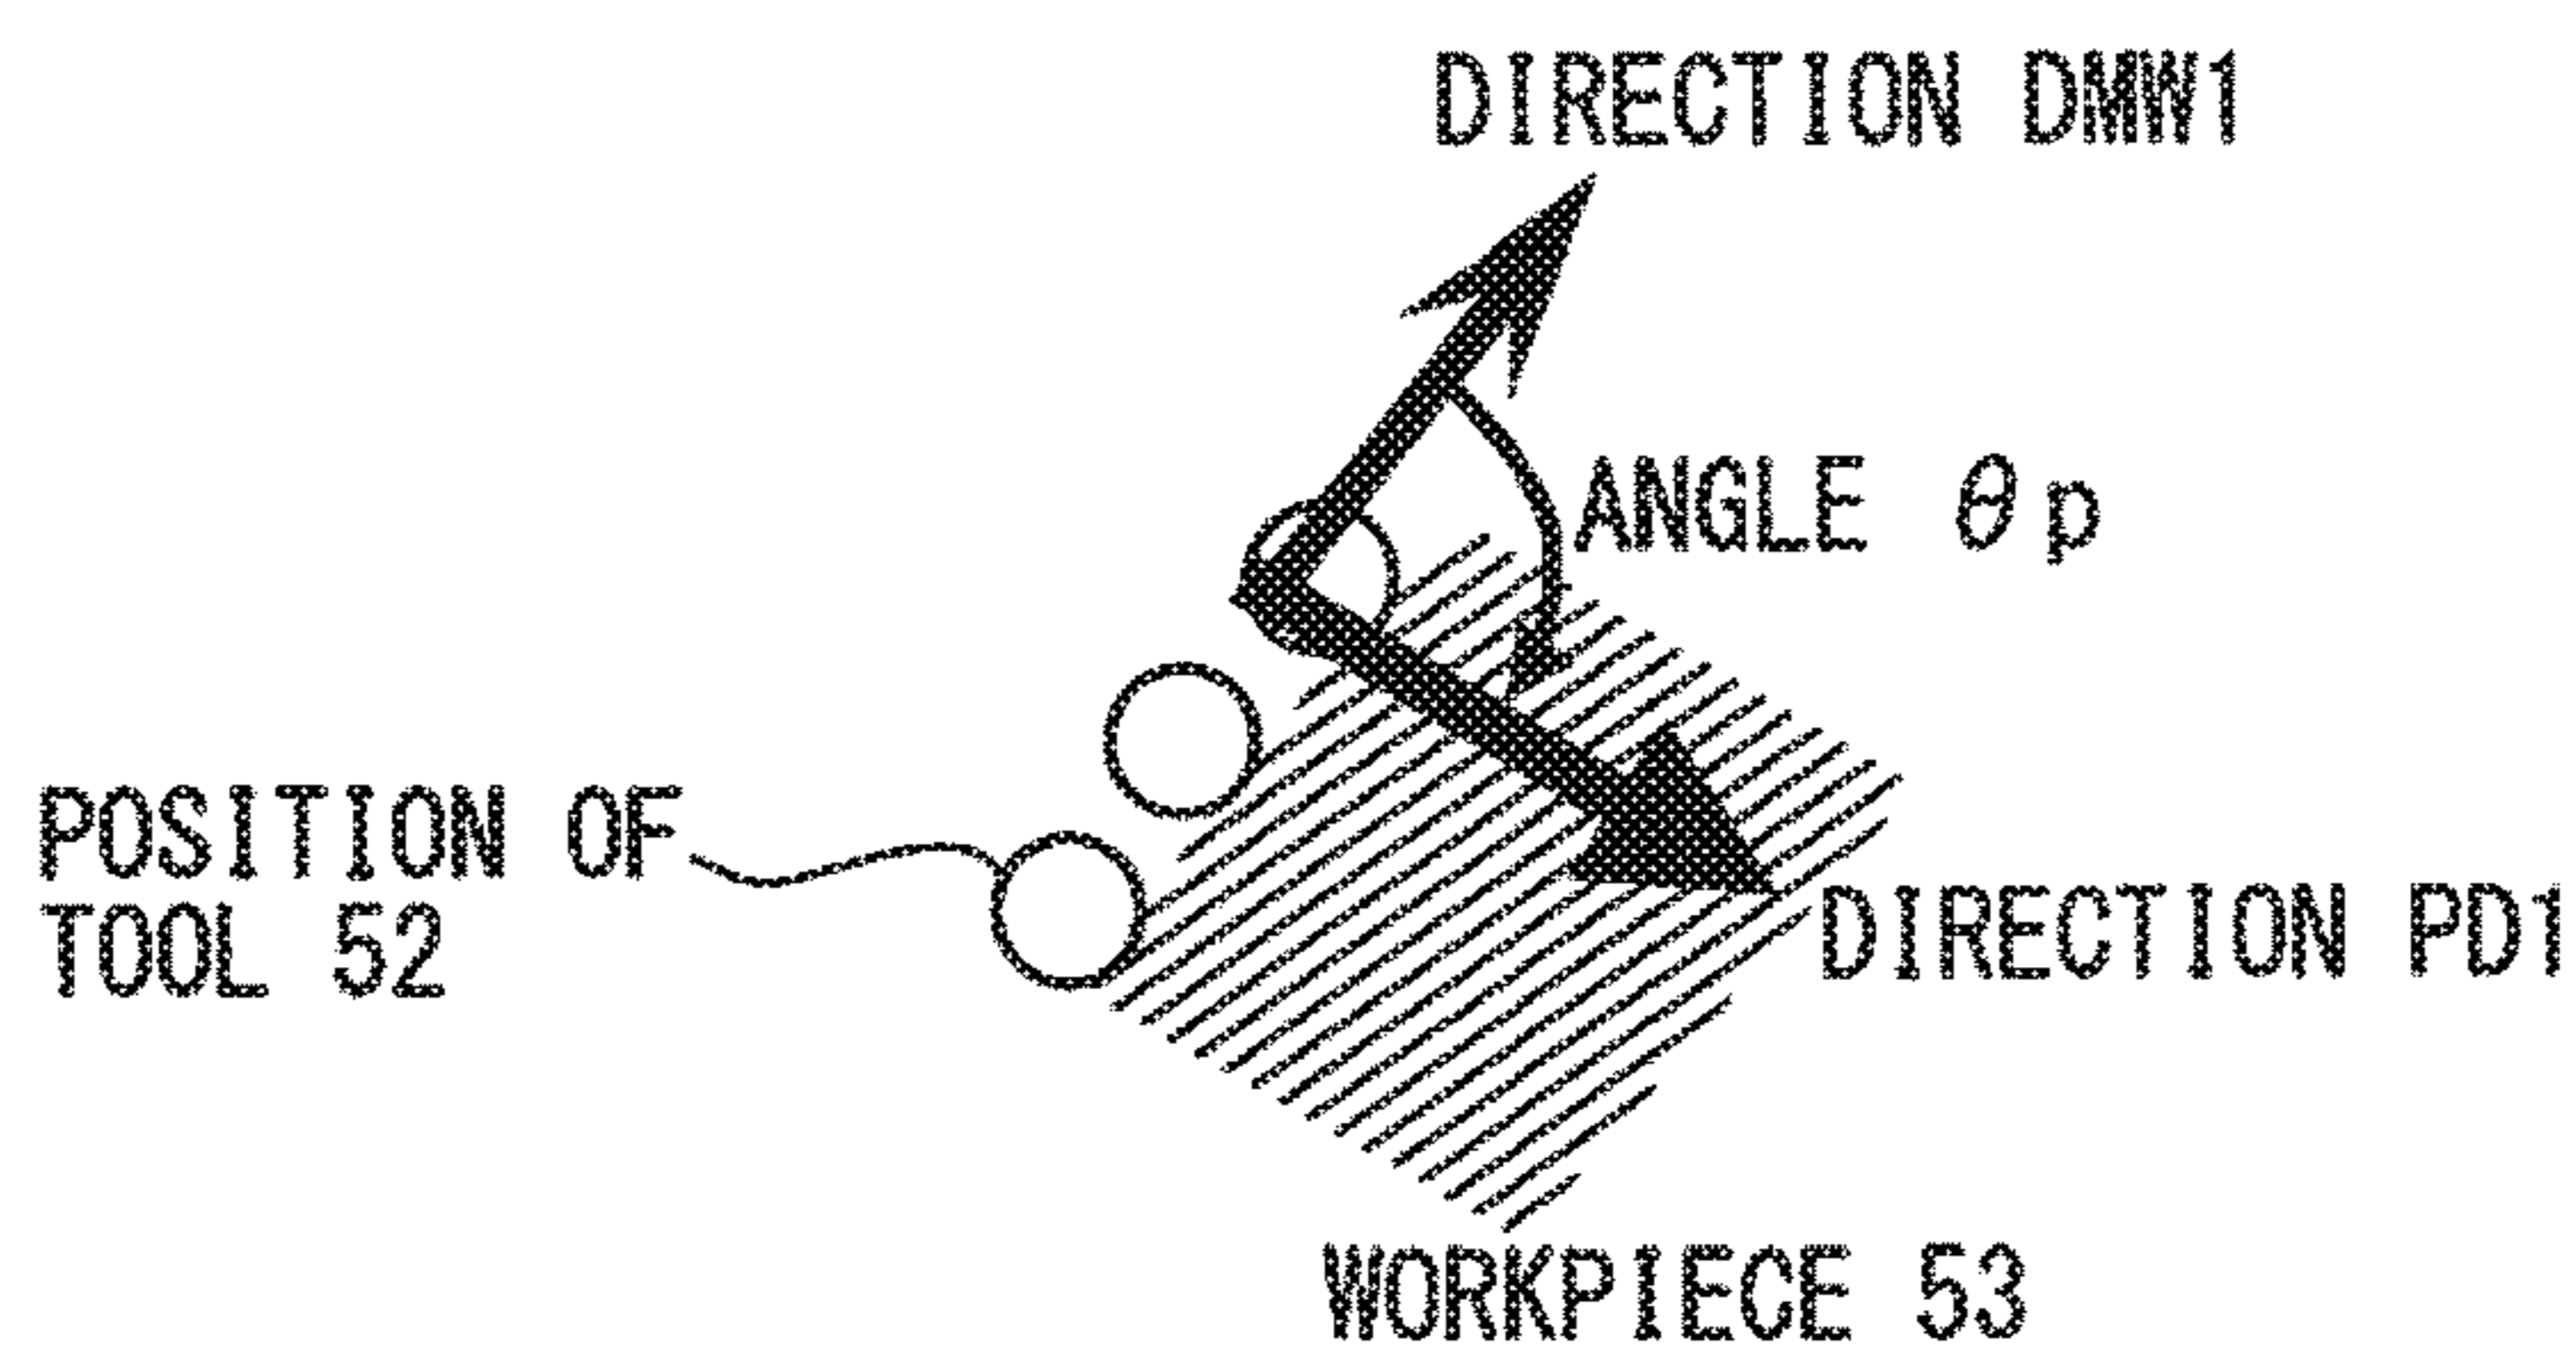 DIRECTION DMW1
ANGLE θp
POSITION OF
TOOL 52
DIRECTION PD1
WORKPIECE 53